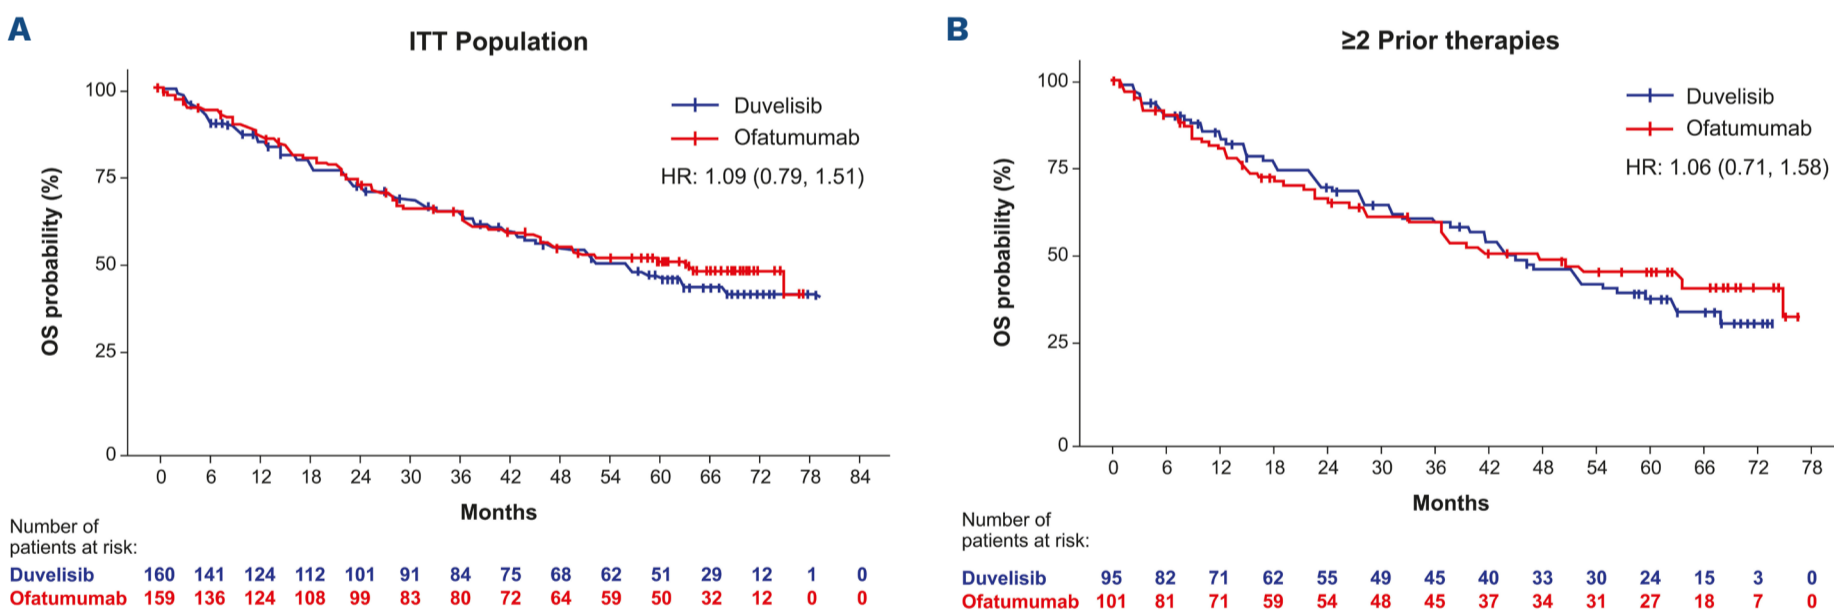 A
ITT Population
Duvelisib
Ofatumumab
HR: 1.09 (0.79, 1.51)
OS probability (%)
100
75
50
25
0
0 6 12 18 24 30 36 42 48 54 60 66 72 78 84
Months
Number of
patients at risk:
Duvelisib 160 141 124 112 101 91 84 75 68 62 51 29 12 1 0
Ofatumumab 159 136 124 108 99 83 80 72 64 59 50 32 12 0 0
B
≥2 Prior therapies
Duvelisib
Ofatumumab
HR: 1.06 (0.71, 1.58)
OS probability (%)
100
75
50
25
0
0 6 12 18 24 30 36 42 48 54 60 66 72 78
Months
Number of
patients at risk:
Duvelisib 95 82 71 62 55 49 45 40 33 30 24 15 3 0
Ofatumumab 101 81 71 59 54 48 45 37 34 31 27 18 7 0